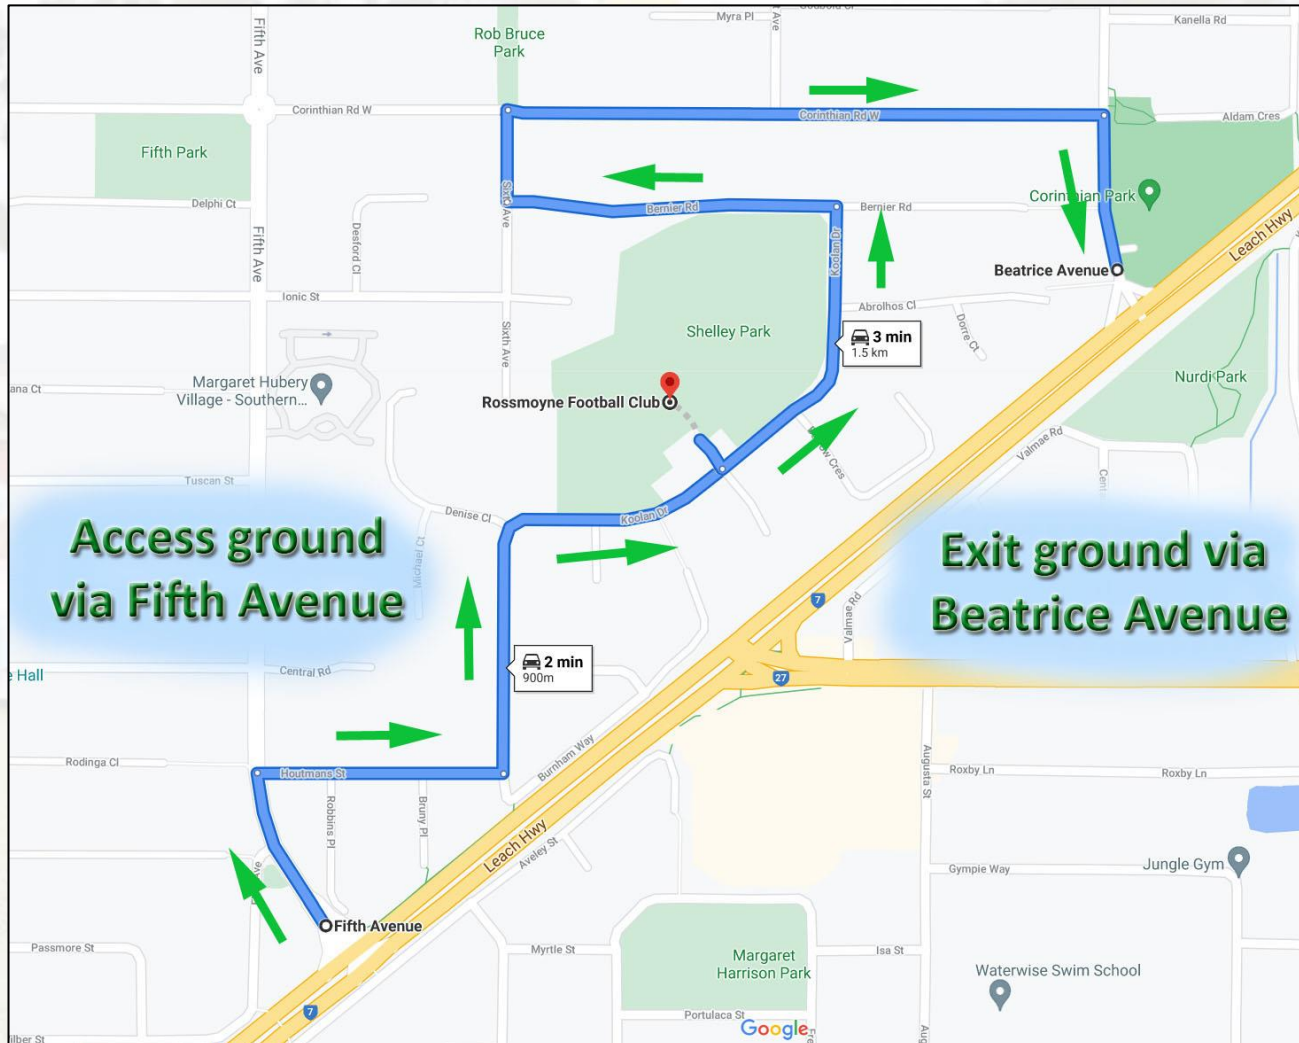 Myra Pl
Kanella Rd
Rob Bruce
Park
Fifth Ave
Corinthian Rd W
Corinthian Rd W
Aldam Cres
Fifth Park
Corinthian Park
Delphi Ct
Sixth Ave
Bernier Rd
Bernier Rd
Koolan Dr
Leach Hwy
Fifth Ave
Desford Cl
Beatrice Avenue
Ionic St
Abrolhos Cl
Dorre Ct
Shelley Park
3 min
1.5 km
Sixth Ave
Margaret Hubery
Village - Southern...
Nurdi Park
ana Ct
Rossmoyne Football Club
Valmae Rd
Cres
Tuscan St
Denise Cl
Koolan Dr
Michael Ct
Access ground
via Fifth Avenue
Exit ground via
Beatrice Avenue
7
Valmae Rd
e Hall
Central Rd
2 min
900m
27
Burnham Way
Rodinga Cl
Houtmans St
Robbins Pl
Bruny Pl
Augusta St
Roxby Ln
Roxby Ln
Leach Hwy
Aveley St
Jungle Gym
Gympie Way
Fifth Avenue
Passmore St
Myrtle St
Margaret
Harrison Park
Isa St
Waterwise Swim School
7
Portulaca St
Google